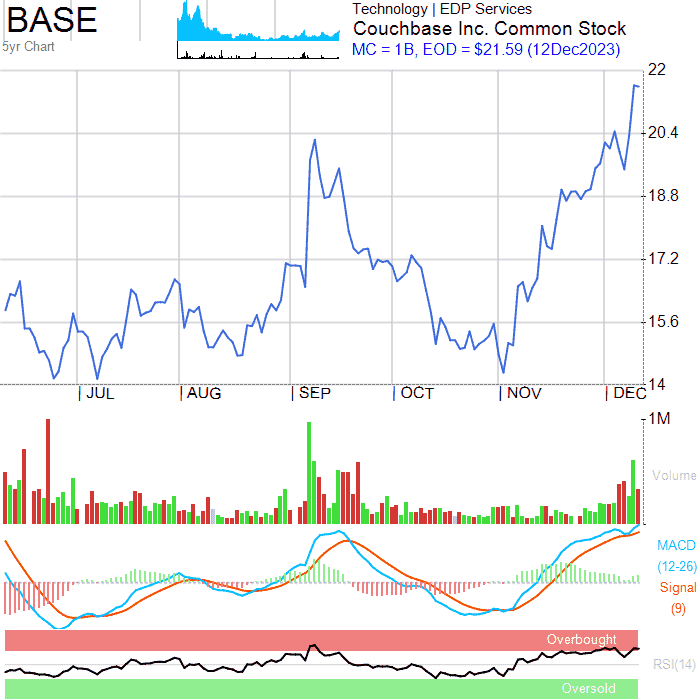 BASE
5yr Chart
Technology | EDP Services
Couchbase Inc. Common Stock
MC = 1B, EOD = $21.59 (12Dec2023)
22
20.4
18.8
17.2
15.6
14
| JUL | AUG | SEP | OCT | NOV | DEC
1M
Volume
MACD
(12-26)
Signal
(9)
Overbought
RSI(14)
Oversold